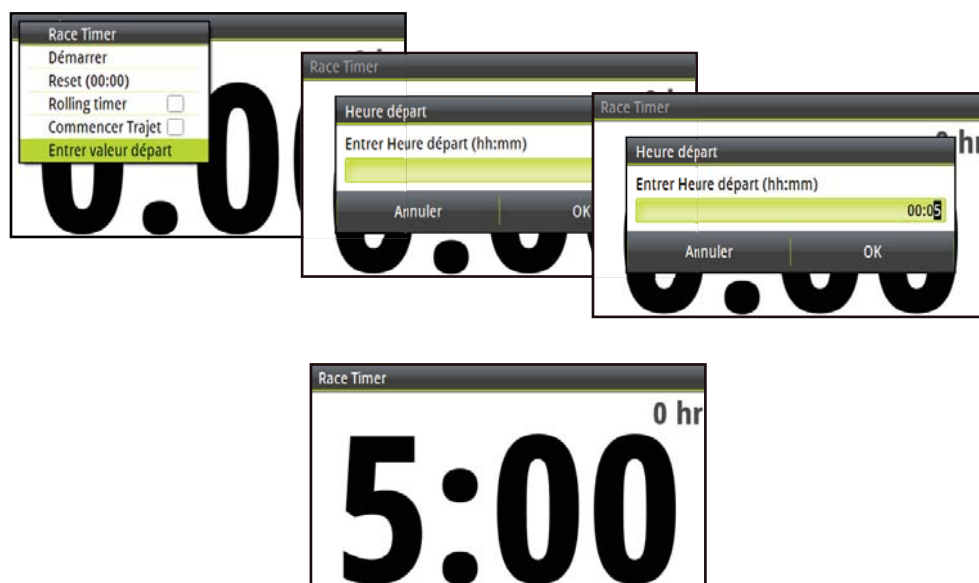 Race Timer
Démarrer
Reset (00:00)
Rolling timer
Commencer Trajet
Entrer valeur départ
Race Timer
Heure départ
Entrer Heure départ (hh:mm)
Annuler OK
Race Timer
hr
Heure départ
Entrer Heure départ (hh:mm)
00:05
Annuler OK
Race Timer
0 hr
5:00